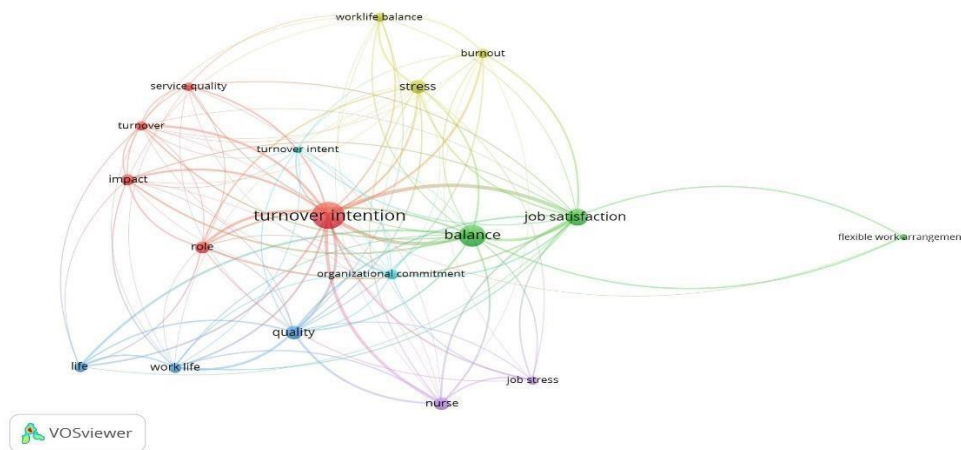 worklife balance
burnout
service quality
stress
turnover
turnover intent
impact
turnover intention
job satisfaction
balance
flexible work arrangement
role
organizational commitment
quality
life
work life
job stress
nurse
VOSviewer